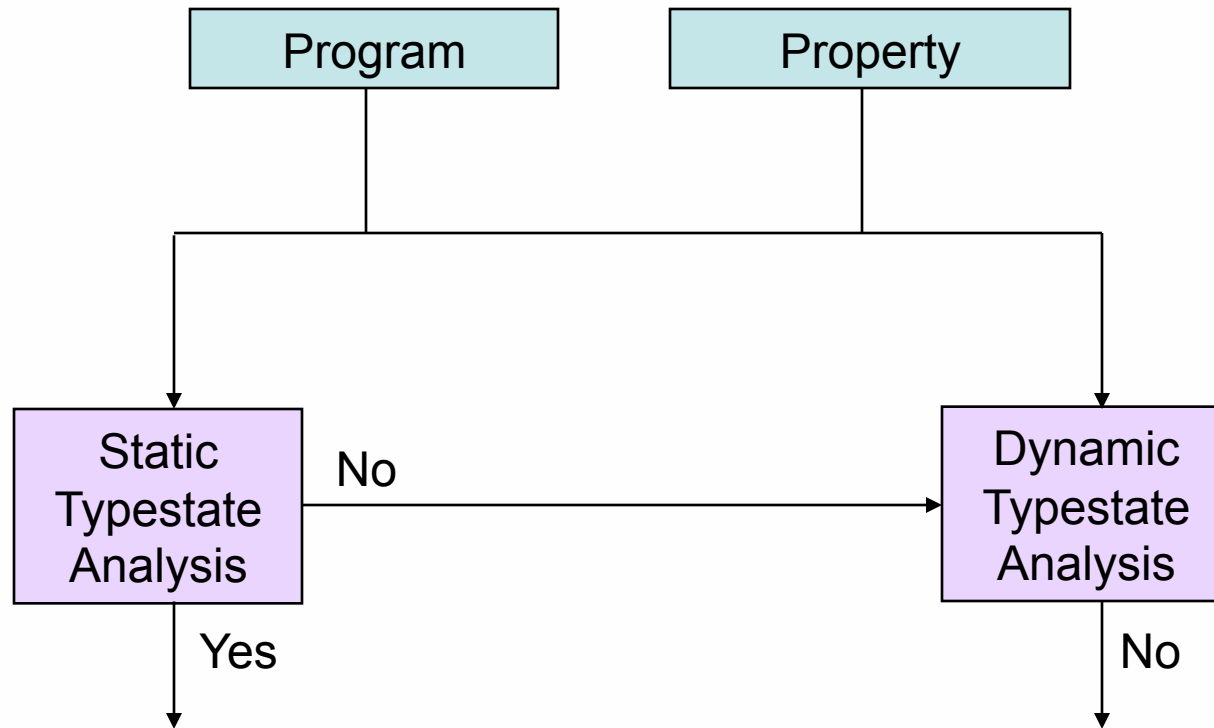 Program
Property
Static
Typestate
Analysis
No
Dynamic
Typestate
Analysis
Yes
No